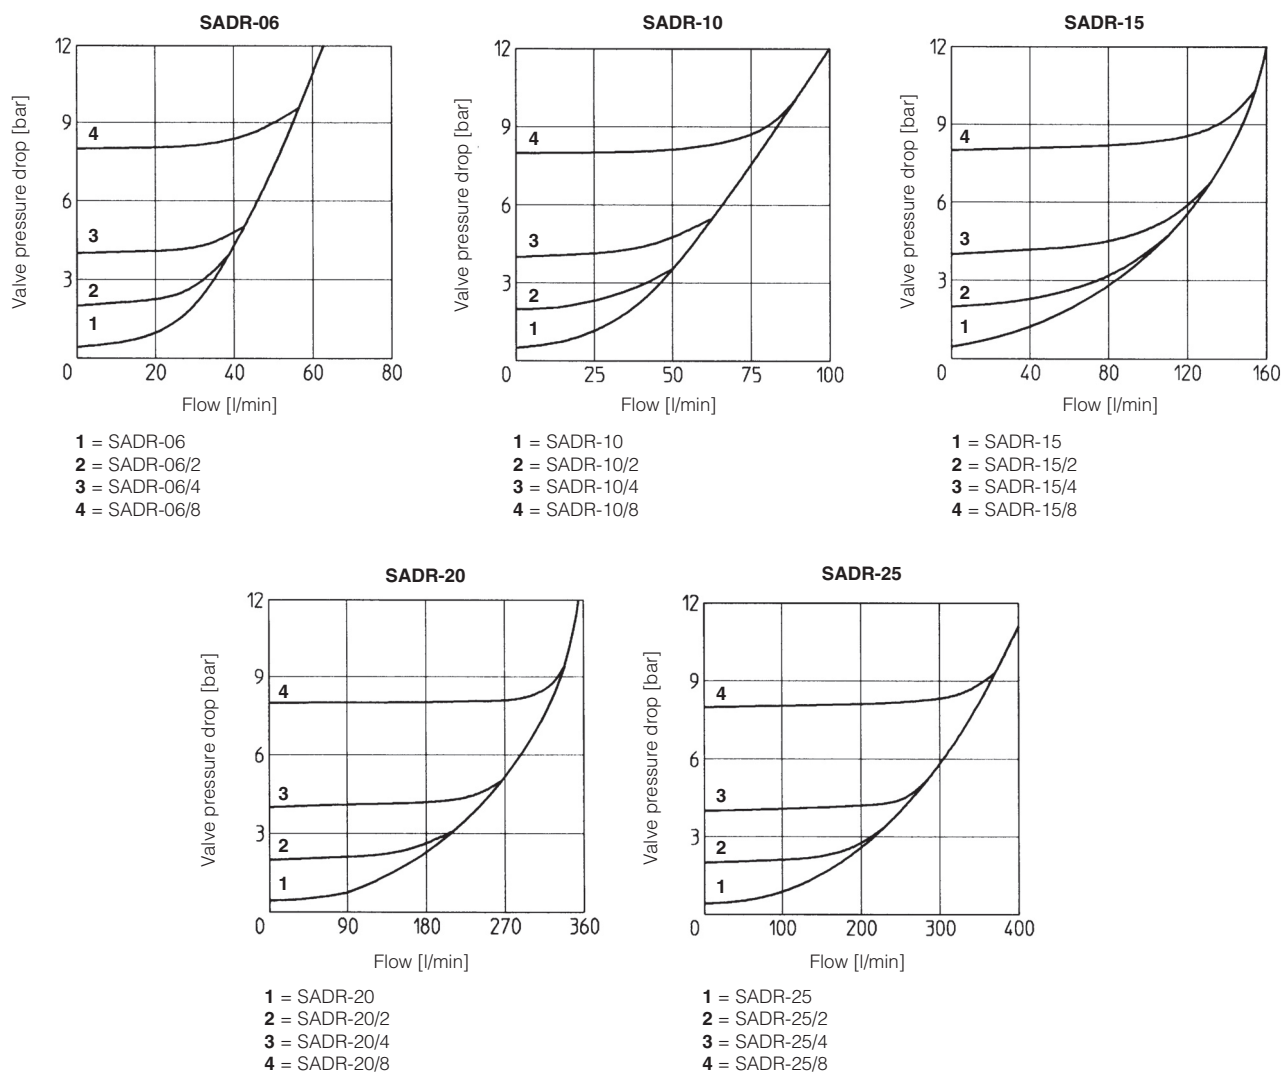 SADR-06
SADR-10
SADR-15
Valve pressure drop [bar]
12
9
6
3
4
3
2
1
0 20 40 60 80
Flow [l/min]
1 = SADR-06
2 = SADR-06/2
3 = SADR-06/4
4 = SADR-06/8
Valve pressure drop [bar]
12
9
6
3
4
3
2
1
0 25 50 75 100
Flow [l/min]
1 = SADR-10
2 = SADR-10/2
3 = SADR-10/4
4 = SADR-10/8
Valve pressure drop [bar]
12
9
6
3
4
3
2
1
0 40 80 120 160
Flow [l/min]
1 = SADR-15
2 = SADR-15/2
3 = SADR-15/4
4 = SADR-15/8
SADR-20
Valve pressure drop [bar]
12
9
6
3
4
3
2
1
0 90 180 270 360
Flow [l/min]
1 = SADR-20
2 = SADR-20/2
3 = SADR-20/4
4 = SADR-20/8
SADR-25
Valve pressure drop [bar]
12
9
6
3
4
3
2
1
0 100 200 300 400
Flow [l/min]
1 = SADR-25
2 = SADR-25/2
3 = SADR-25/4
4 = SADR-25/8